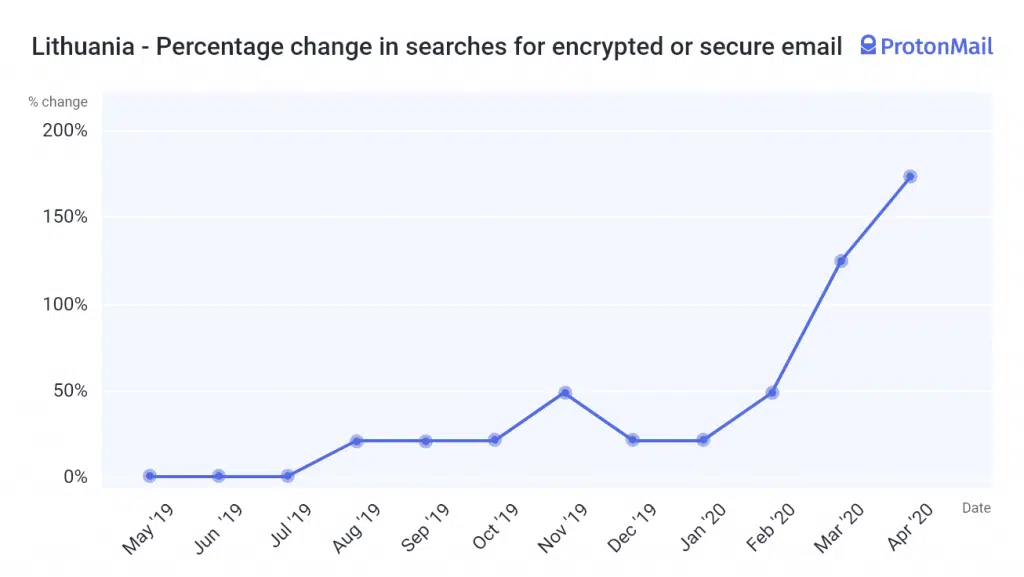 Lithuania - Percentage change in searches for encrypted or secure email ProtonMail
% change
200%
150%
100%
50%
0%
May '19 Jun '19 Jul '19 Aug '19 Sep '19 Oct '19 Nov '19 Dec '19 Jan '20 Feb '20 Mar '20 Apr '20 Date